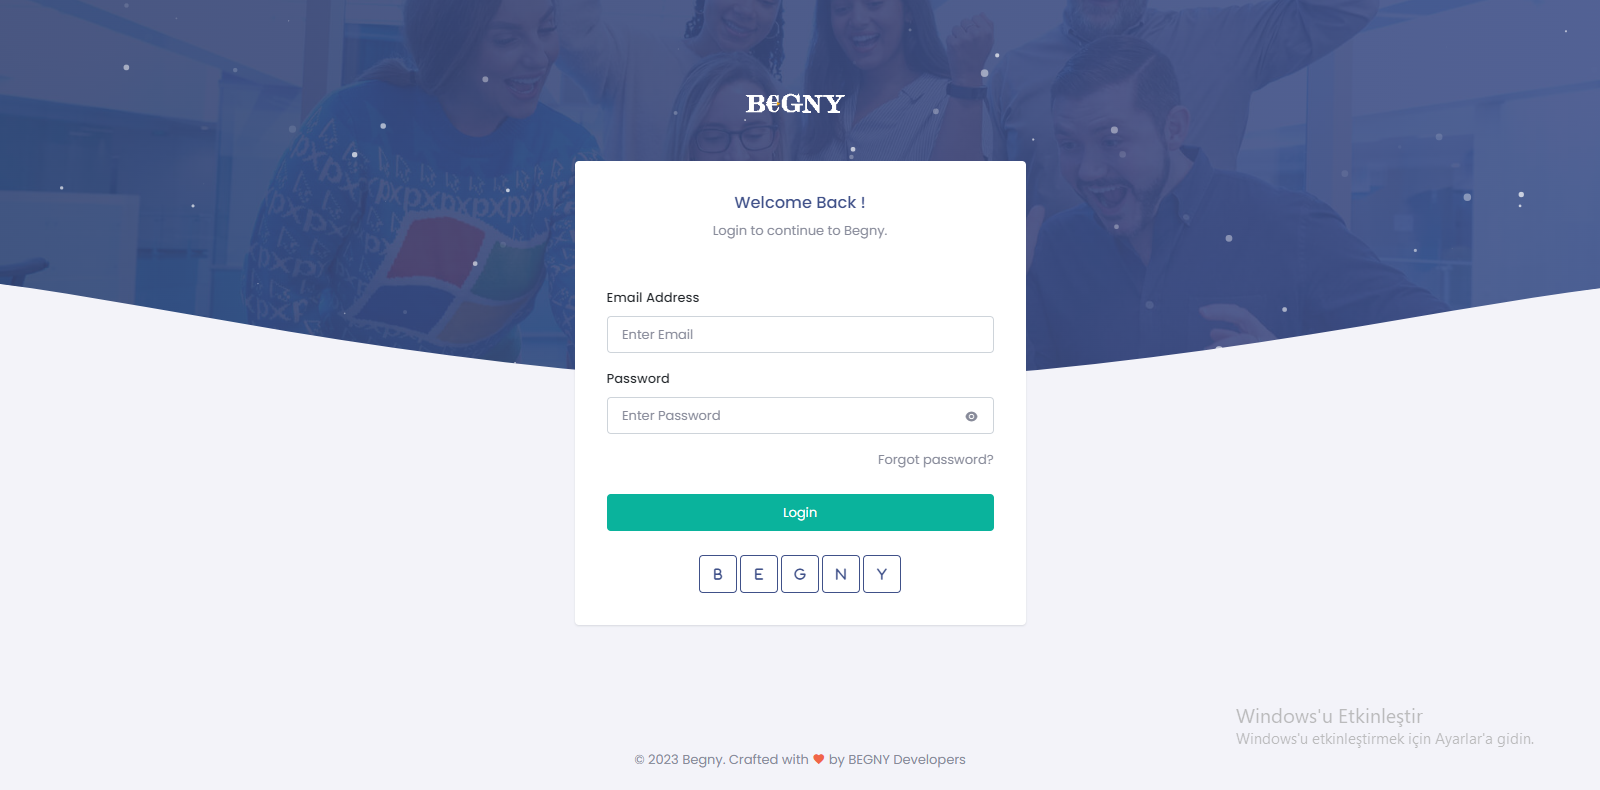 BeGNY
Welcome Back !
Login to continue to Begny.
Email Address
Enter Email
Password
Enter Password
Forgot password?
Login
B E G N Y
Windows'u Etkinleştir
Windows'u etkinleştirmek için Ayarlar'a gidin.
© 2023 Begny. Crafted with ❤ by BEGNY Developers